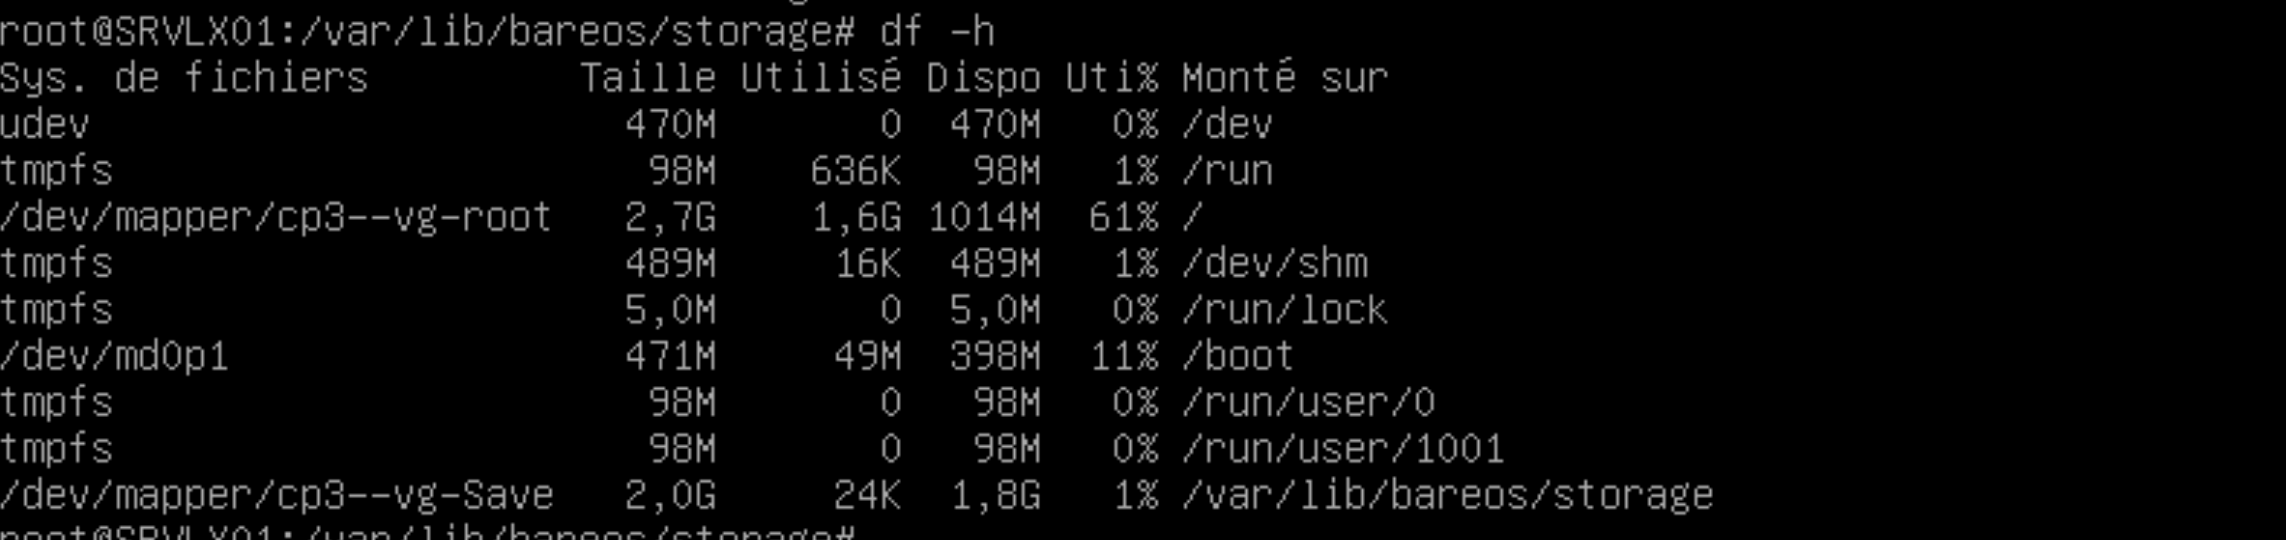 root@SRVLX01:/var/lib/bareos/storage# df -h
Sys. de fichiers Taille Utilisé Dispo Uti% Monté sur
udev 470M 0 470M 0% /dev
tmpfs 98M 636K 98M 1% /run
/dev/mapper/cp3--vg-root 2,7G 1,6G 1014M 61% /
tmpfs 489M 16K 489M 1% /dev/shm
tmpfs 5,0M 0 5,0M 0% /run/lock
/dev/md0p1 471M 49M 398M 11% /boot
tmpfs 98M 0 98M 0% /run/user/0
tmpfs 98M 0 98M 0% /run/user/1001
/dev/mapper/cp3--vg-Save 2,0G 24K 1,8G 1% /var/lib/bareos/storage
root@SRVLX01:/var/lib/bareos/storage#